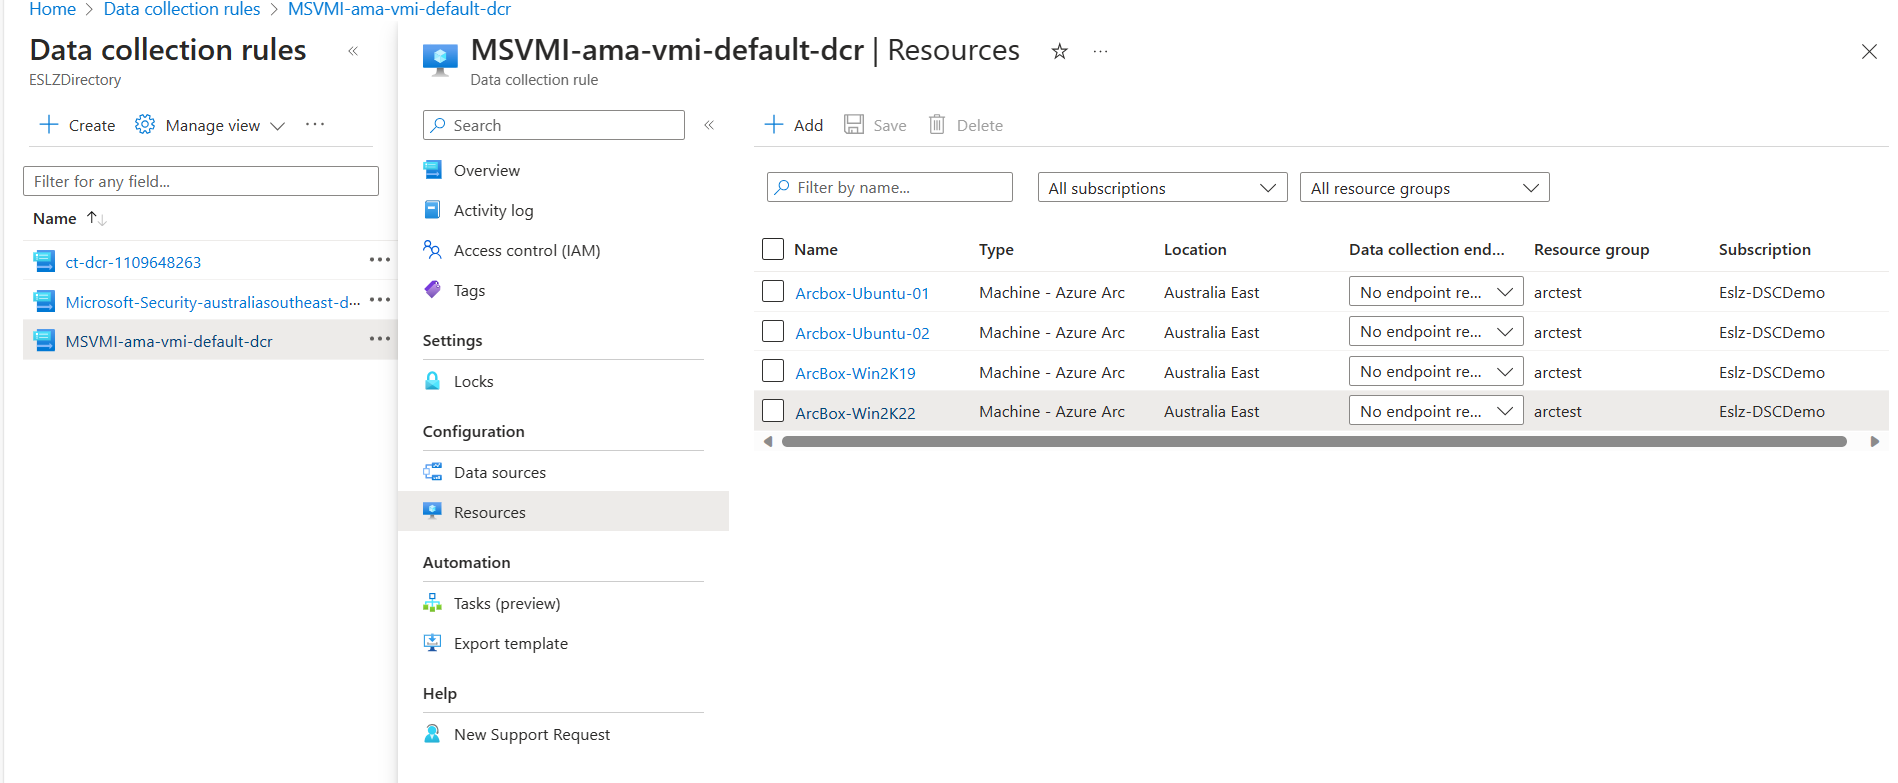 Home > Data collection rules > MSVMI-ama-vmi-default-dcr
Data collection rules «
ESLZDirectory
Create Manage view ···
Filter for any field...
Name ↑↓
ct-dcr-1109648263 ···
Microsoft-Security-australiasoutheast-d... ···
MSVMI-ama-vmi-default-dcr ···
MSVMI-ama-vmi-default-dcr | Resources ···
Data collection rule
Search «
Overview
Activity log
Access control (IAM)
Tags
Settings
Locks
Configuration
Data sources
Resources
Automation
Tasks (preview)
Export template
Help
New Support Request
Add Save Delete
Filter by name... All subscriptions All resource groups
Name Type Location Data collection end... Resource group Subscription
Arcbox-Ubuntu-01 Machine - Azure Arc Australia East No endpoint re... arctest Eslz-DSCDemo
Arcbox-Ubuntu-02 Machine - Azure Arc Australia East No endpoint re... arctest Eslz-DSCDemo
ArcBox-Win2K19 Machine - Azure Arc Australia East No endpoint re... arctest Eslz-DSCDemo
ArcBox-Win2K22 Machine - Azure Arc Australia East No endpoint re... arctest Eslz-DSCDemo